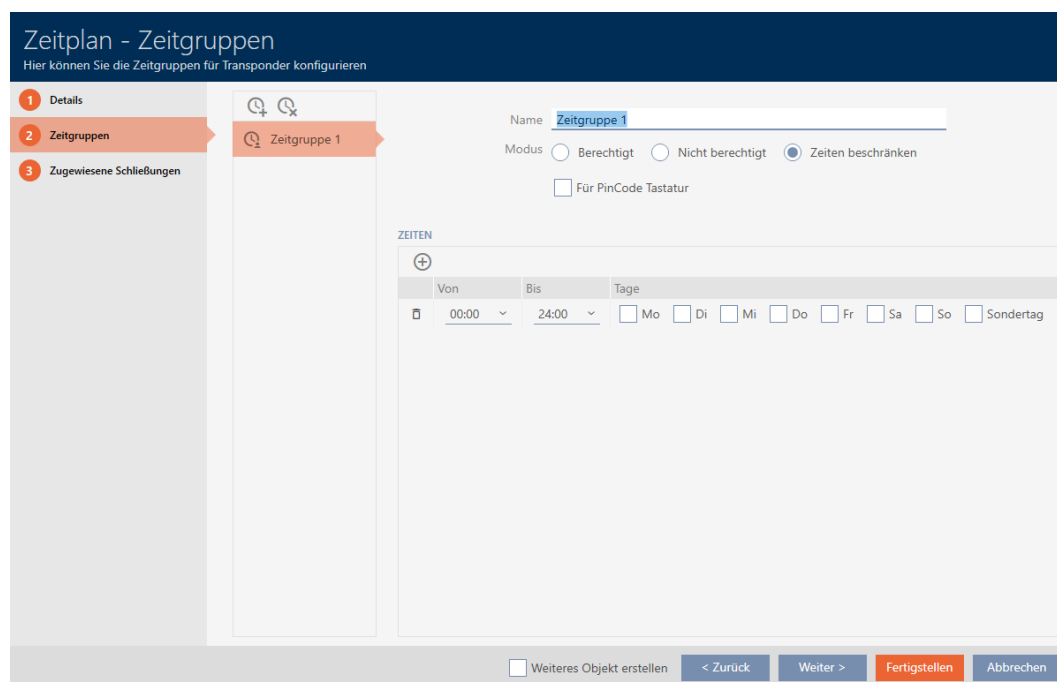 Zeitplan - Zeitgruppen
Hier können Sie die Zeitgruppen für Transponder konfigurieren
1 Details
2 Zeitgruppen
3 Zugewiesene Schließungen
Zeitgruppe 1
Name Zeitgruppe 1
Modus Berechtigt Nicht berechtigt Zeiten beschränken
Für PinCode Tastatur
ZEITEN
Von Bis Tage
00:00 24:00 Mo Di Mi Do Fr Sa So Sondertag
Weiteres Objekt erstellen < Zurück Weiter > Fertigstellen Abbrechen